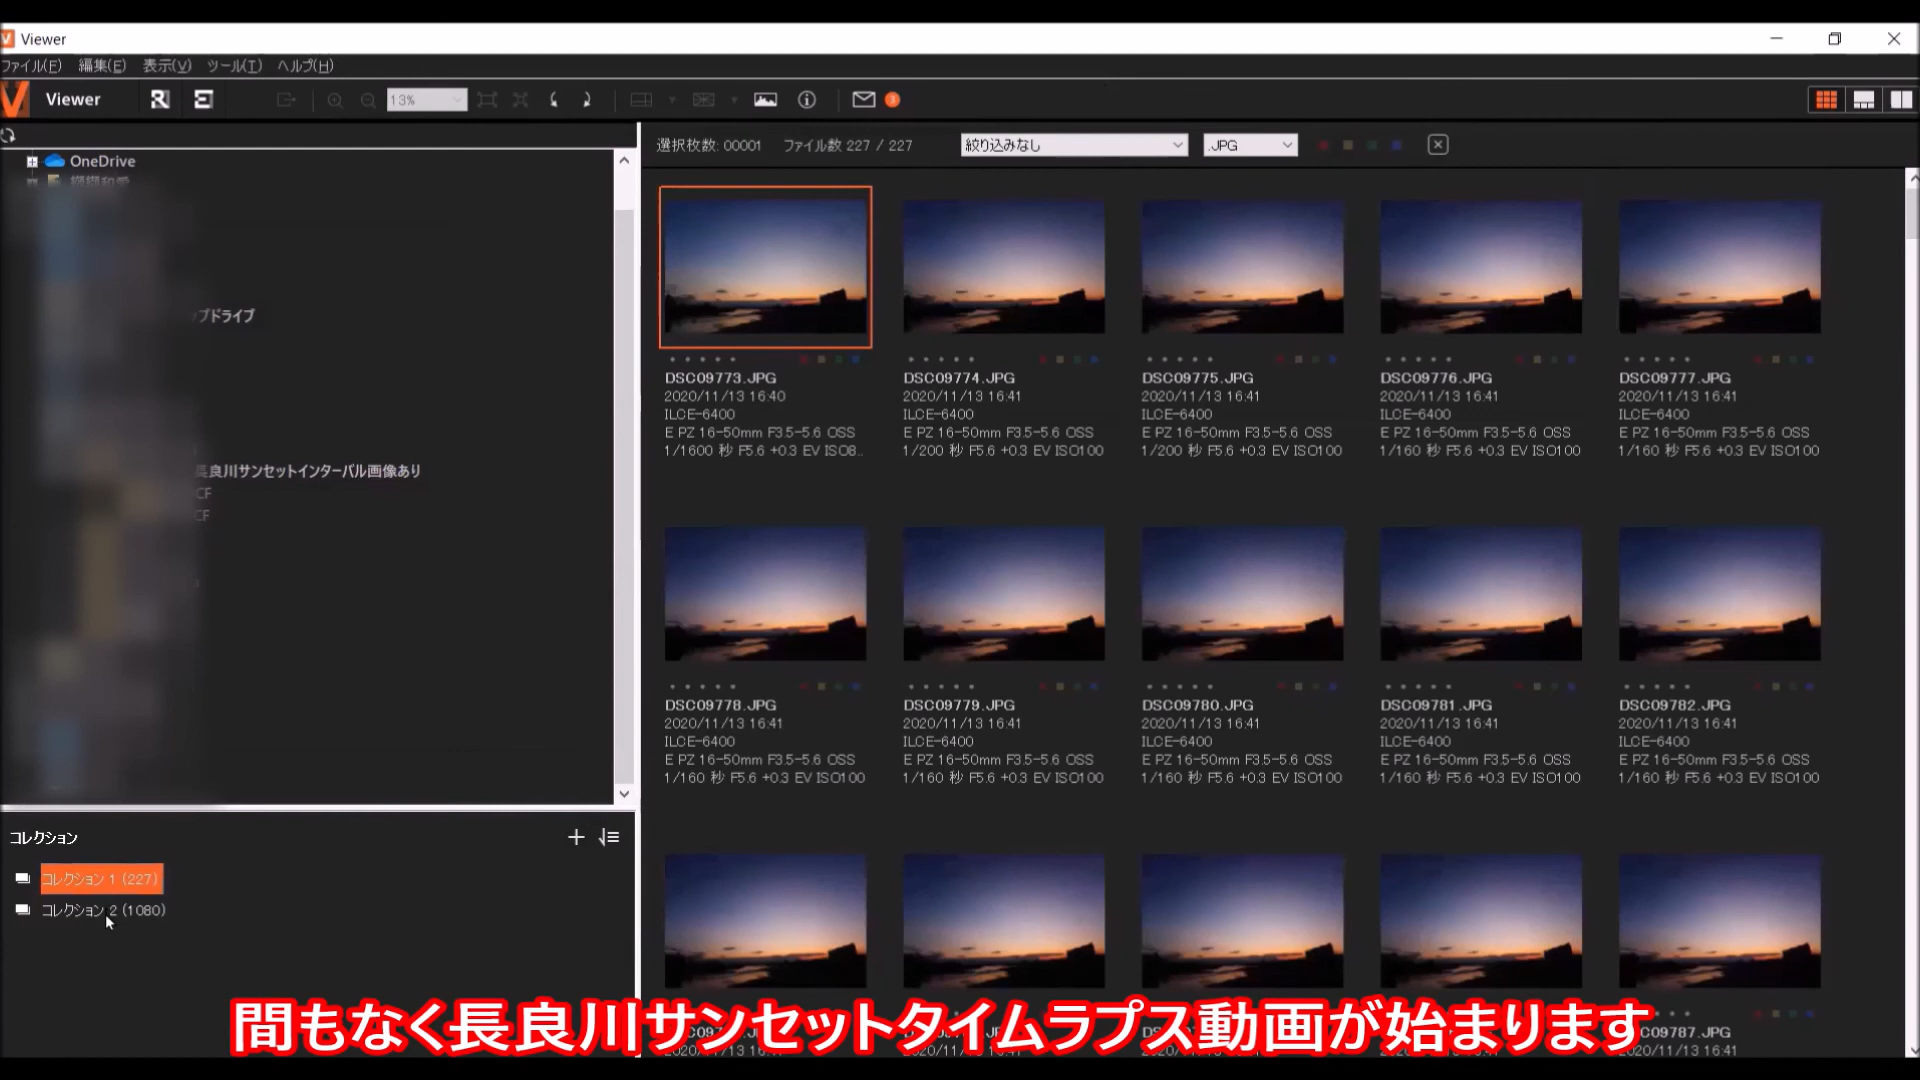 Viewer
ファイル(F) 編集(E) 表示(V) ツール(T) ヘルプ(H)
Viewer
13%
選択枚数: 00001 ファイル数 227 / 227 絞り込みなし .JPG
OneDrive
ップドライブ
長良川サンセットインターバル画像あり
CF
CF
DSC09773.JPG
2020/11/13 16:40
ILCE-6400
E PZ 16-50mm F3.5-5.6 OSS
1/1600 秒 F5.6 +0.3 EV ISO8..
DSC09774.JPG
2020/11/13 16:41
ILCE-6400
E PZ 16-50mm F3.5-5.6 OSS
1/200 秒 F5.6 +0.3 EV ISO100
DSC09775.JPG
2020/11/13 16:41
ILCE-6400
E PZ 16-50mm F3.5-5.6 OSS
1/200 秒 F5.6 +0.3 EV ISO100
DSC09776.JPG
2020/11/13 16:41
ILCE-6400
E PZ 16-50mm F3.5-5.6 OSS
1/160 秒 F5.6 +0.3 EV ISO100
DSC09777.JPG
2020/11/13 16:41
ILCE-6400
E PZ 16-50mm F3.5-5.6 OSS
1/160 秒 F5.6 +0.3 EV ISO100
DSC09778.JPG
2020/11/13 16:41
ILCE-6400
E PZ 16-50mm F3.5-5.6 OSS
1/160 秒 F5.6 +0.3 EV ISO100
DSC09779.JPG
2020/11/13 16:41
ILCE-6400
E PZ 16-50mm F3.5-5.6 OSS
1/160 秒 F5.6 +0.3 EV ISO100
DSC09780.JPG
2020/11/13 16:41
ILCE-6400
E PZ 16-50mm F3.5-5.6 OSS
1/160 秒 F5.6 +0.3 EV ISO100
DSC09781.JPG
2020/11/13 16:41
ILCE-6400
E PZ 16-50mm F3.5-5.6 OSS
1/160 秒 F5.6 +0.3 EV ISO100
DSC09782.JPG
2020/11/13 16:41
ILCE-6400
E PZ 16-50mm F3.5-5.6 OSS
1/160 秒 F5.6 +0.3 EV ISO100
コレクション
コレクション 1 (227)
コレクション 2 (1080)
間もなく長良川サンセットタイムラプス動画が始まります
C09787.JPG
2020/11/13 16:41